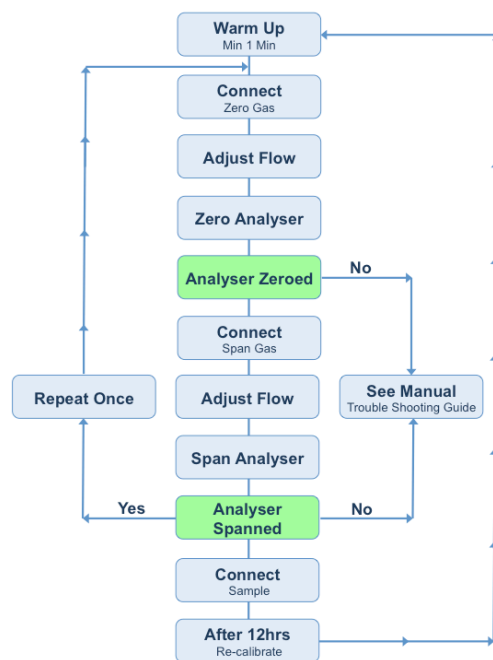 Warm Up
Min 1 Min
Connect
Zero Gas
Adjust Flow
Zero Analyser
Analyser Zeroed
No
Connect
Span Gas
Repeat Once
Adjust Flow
See Manual
Trouble Shooting Guide
Span Analyser
Yes
Analyser
Spanned
No
Connect
Sample
After 12hrs
Re-calibrate